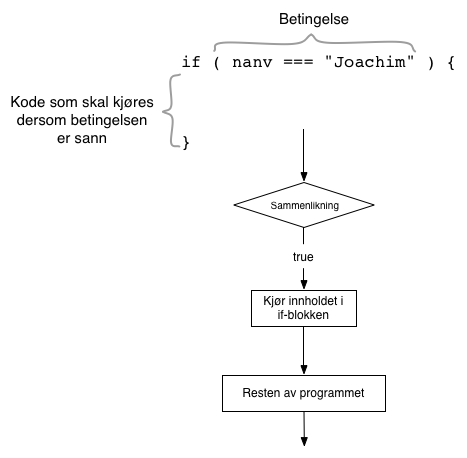 Betingelse
if ( nanv === "Joachim" ) {
Kode som skal kjøres
dersom betingelsen
er sann
}
Sammenlikning
true
Kjør innholdet i
if-blokken
Resten av programmet